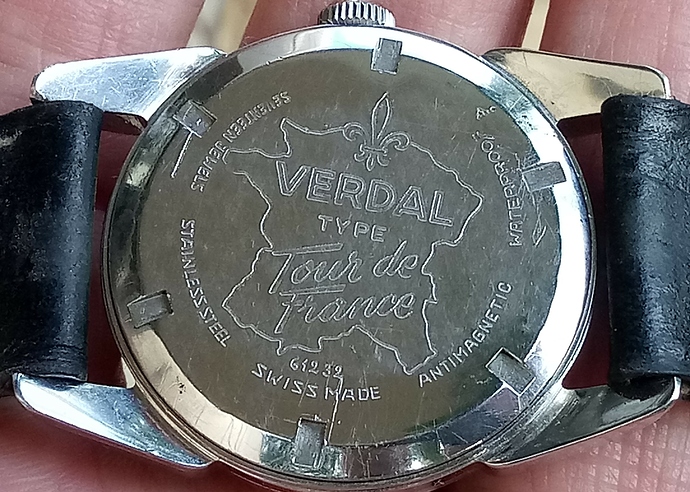 VERDAL
TYPE
Tour de
France
61232
SWISS MADE
ANTIMAGNETIC
WATERPROOF
STAINLESS STEEL
SEVENTEEN JEWELS